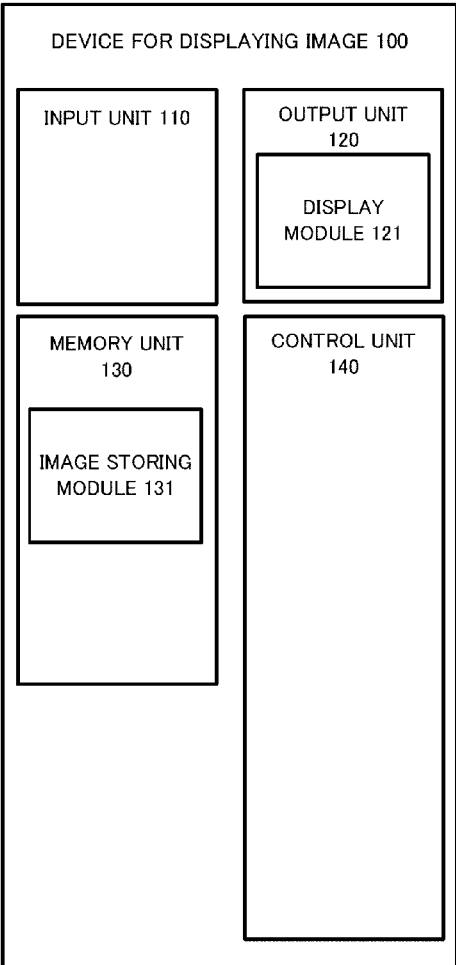 DEVICE FOR DISPLAYING IMAGE 100
INPUT UNIT 110
OUTPUT UNIT
120
DISPLAY
MODULE 121
MEMORY UNIT
130
IMAGE STORING
MODULE 131
CONTROL UNIT
140